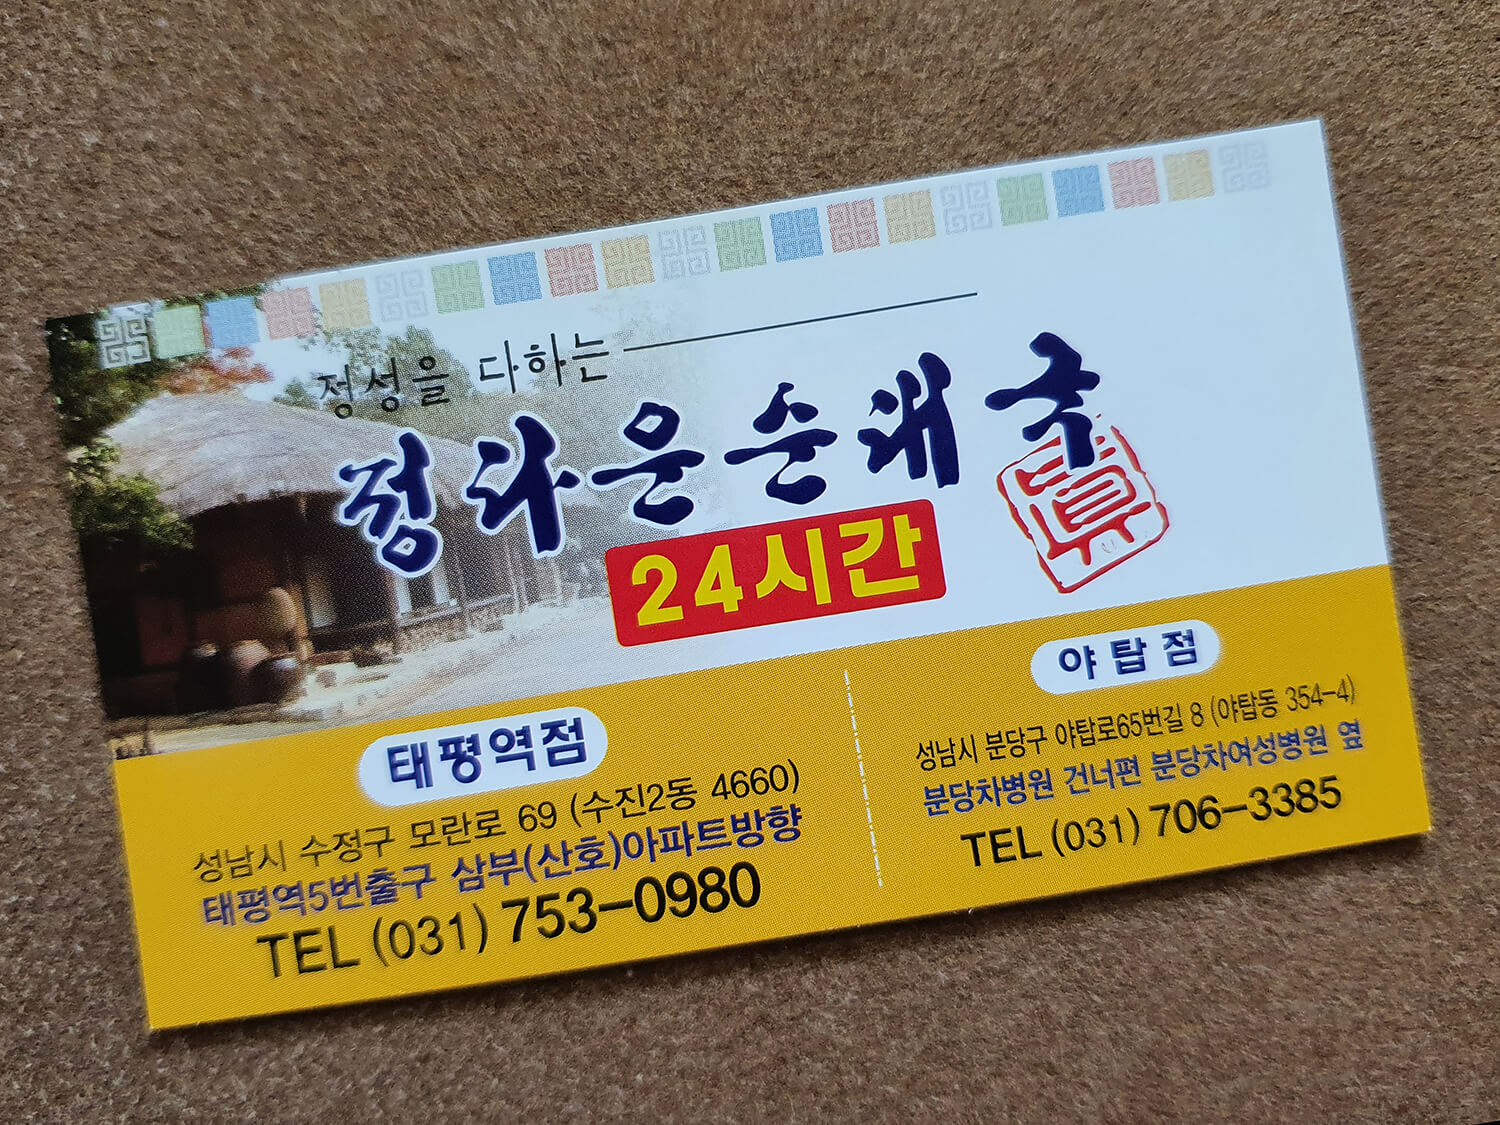 정성을 다하는
정다운순대국
眞
24시간
태평역점
성남시 수정구 모란로 69 (수진2동 4660)
태평역5번출구 삼부(산호)아파트방향
TEL (031) 753-0980
야탑점
성남시 분당구 야탑로65번길 8 (야탑동 354-4)
분당차병원 건너편 분당차여성병원 옆
TEL (031) 706-3385